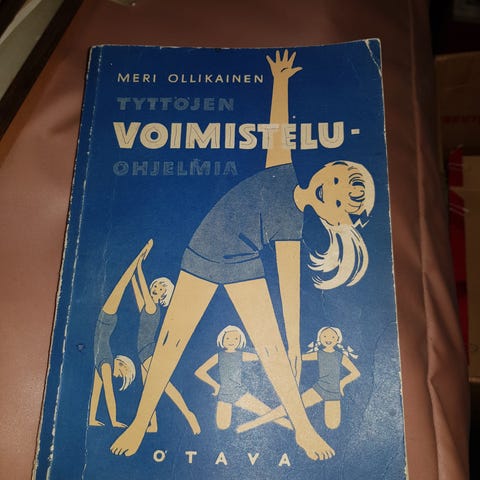 MERI OLLIKAINEN
TYTTÖJEN
VOIMISTELU-
OHJELMIA
OTAVA